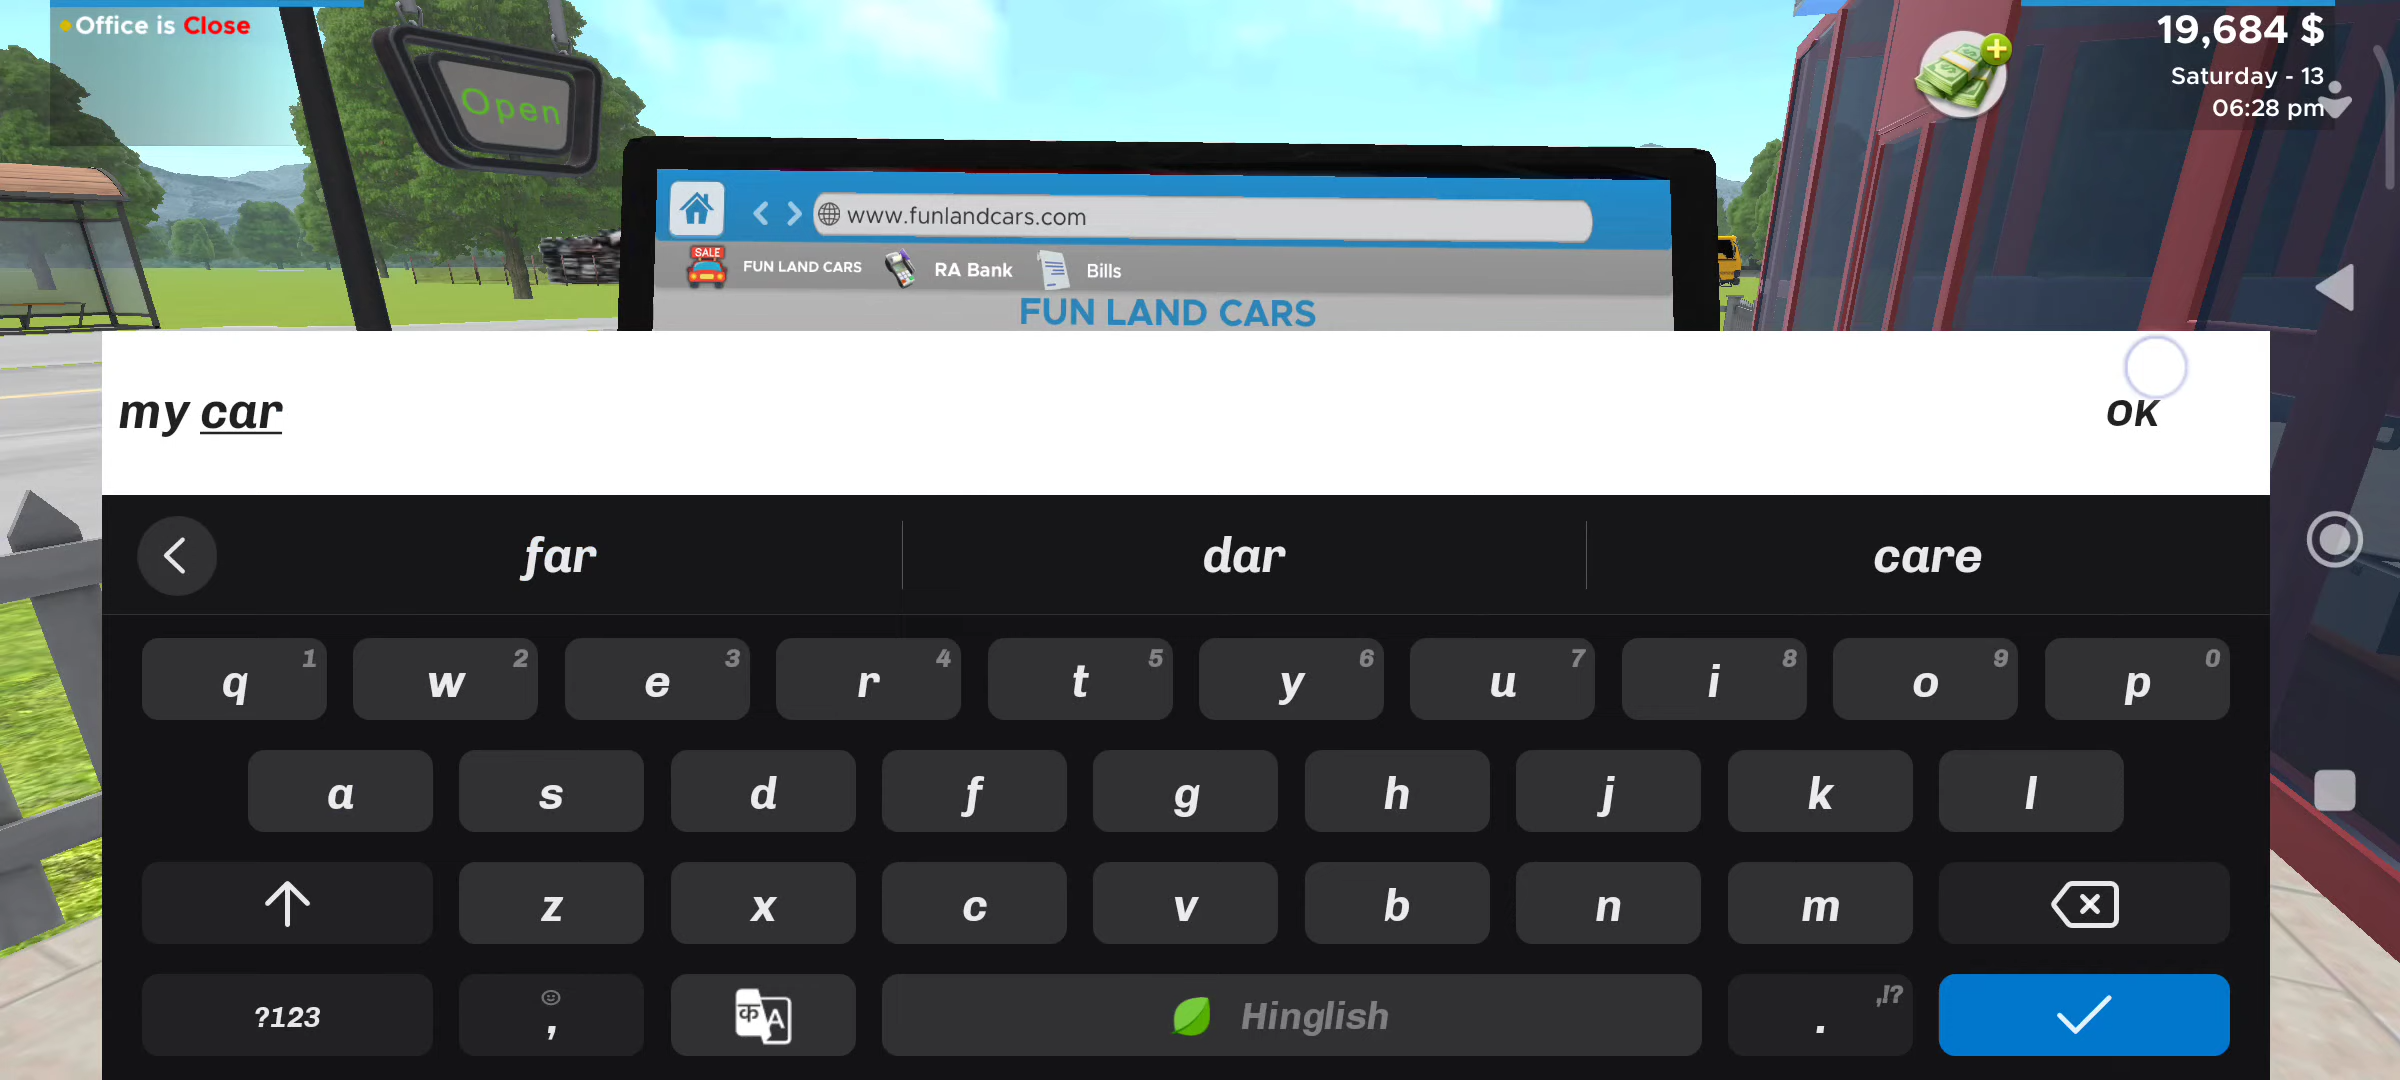 Office is Close
19,684 $
Saturday - 13
06:28 pm
Open
www.funlandcars.com
SALE
FUN LAND CARS
RA Bank
Bills
FUN LAND CARS
my car
OK
far
dar
care
q 1 w 2 e 3 r 4 t 5 y 6 u 7 i 8 o 9 p 0
a s d f g h j k l
z x c v b n m
?123 , क A Hinglish . ,!?